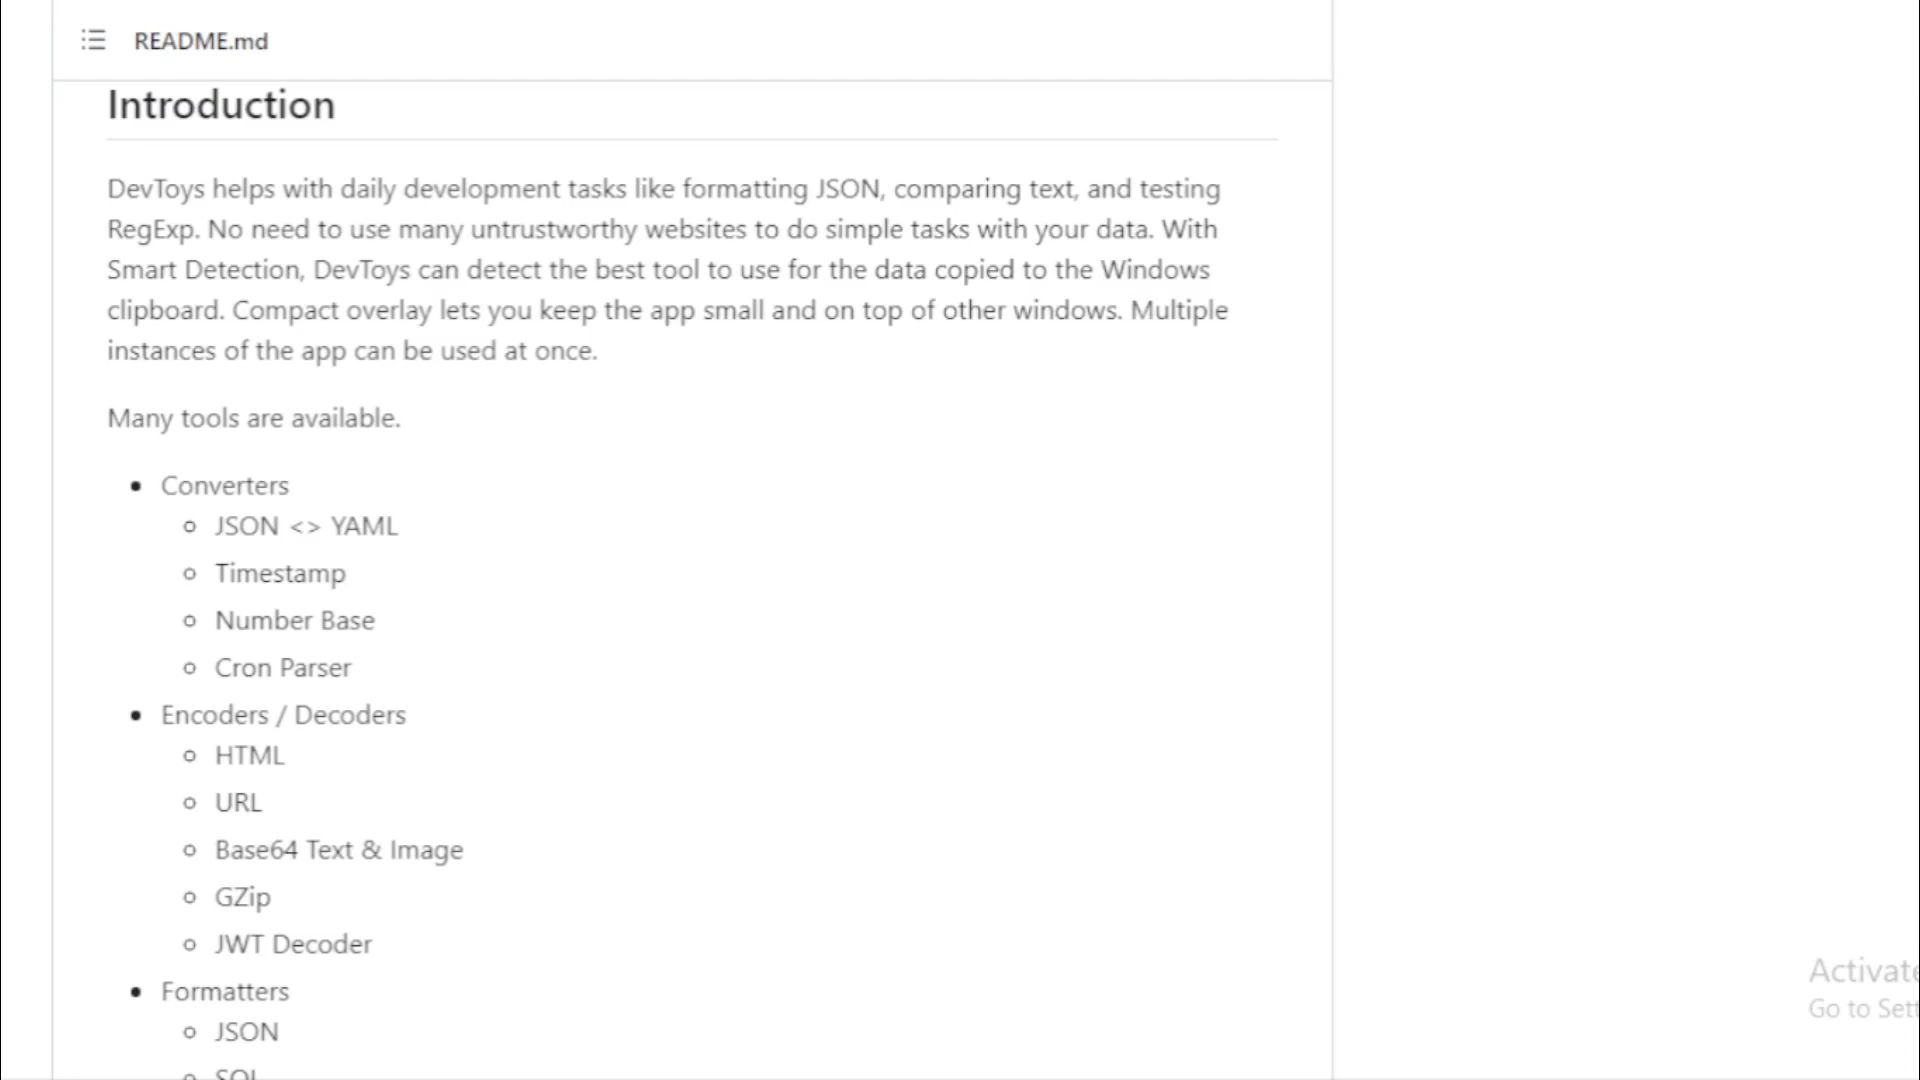 README.md
Introduction
DevToys helps with daily development tasks like formatting JSON, comparing text, and testing
RegExp. No need to use many untrustworthy websites to do simple tasks with your data. With
Smart Detection, DevToys can detect the best tool to use for the data copied to the Windows
clipboard. Compact overlay lets you keep the app small and on top of other windows. Multiple
instances of the app can be used at once.
Many tools are available.
Converters
JSON <> YAML
Timestamp
Number Base
Cron Parser
Encoders / Decoders
HTML
URL
Base64 Text & Image
GZip
JWT Decoder
Formatters
JSON
SQL
Activate
Go to Sett